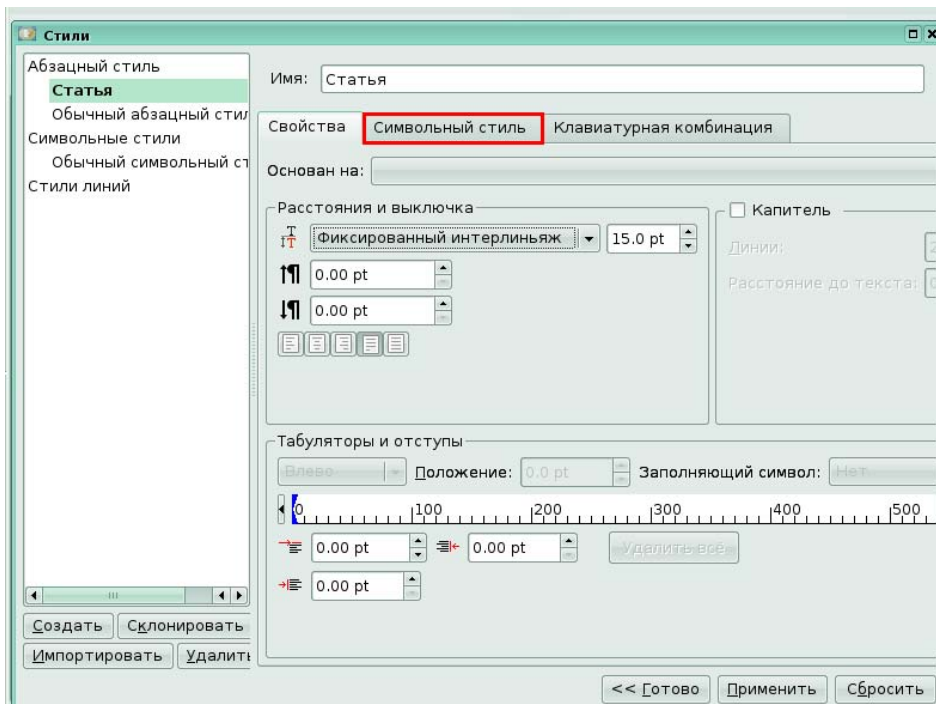 Стили
Абзацный стиль
Статья
Обычный абзацный стил
Символьные стили
Обычный символьный ст
Стили линий
Создать Склонировать
Импортировать Удалить
Имя: Статья
Свойства Символьный стиль Клавиатурная комбинация
Основан на:
Расстояния и выключка
Фиксированный интерлиньяж 15.0 pt
0.00 pt
0.00 pt
Капитель
Линии: 2
Расстояние до текста: 0
Табуляторы и отступы
Влево Положение: 0.0 pt Заполняющий символ: Нет
0 100 200 300 400 500
0.00 pt 0.00 pt Удалить всё
0.00 pt
<< Готово Применить Сбросить